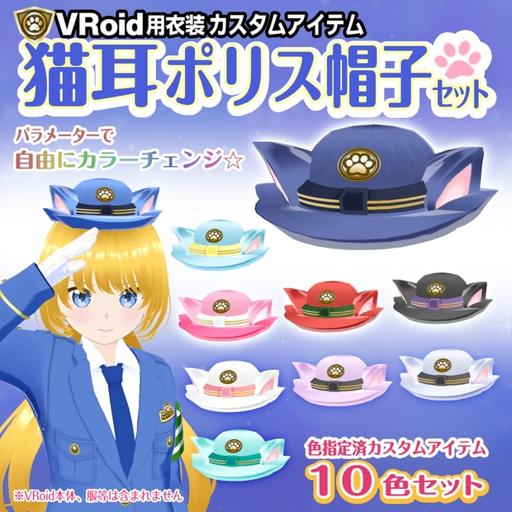 VRoid用衣装 カスタムアイテム
猫耳ポリス帽子セット
パラメーターで
自由にカラーチェンジ☆
色指定済カスタムアイテム
10色セット
※VRoid本体、服等は含まれません